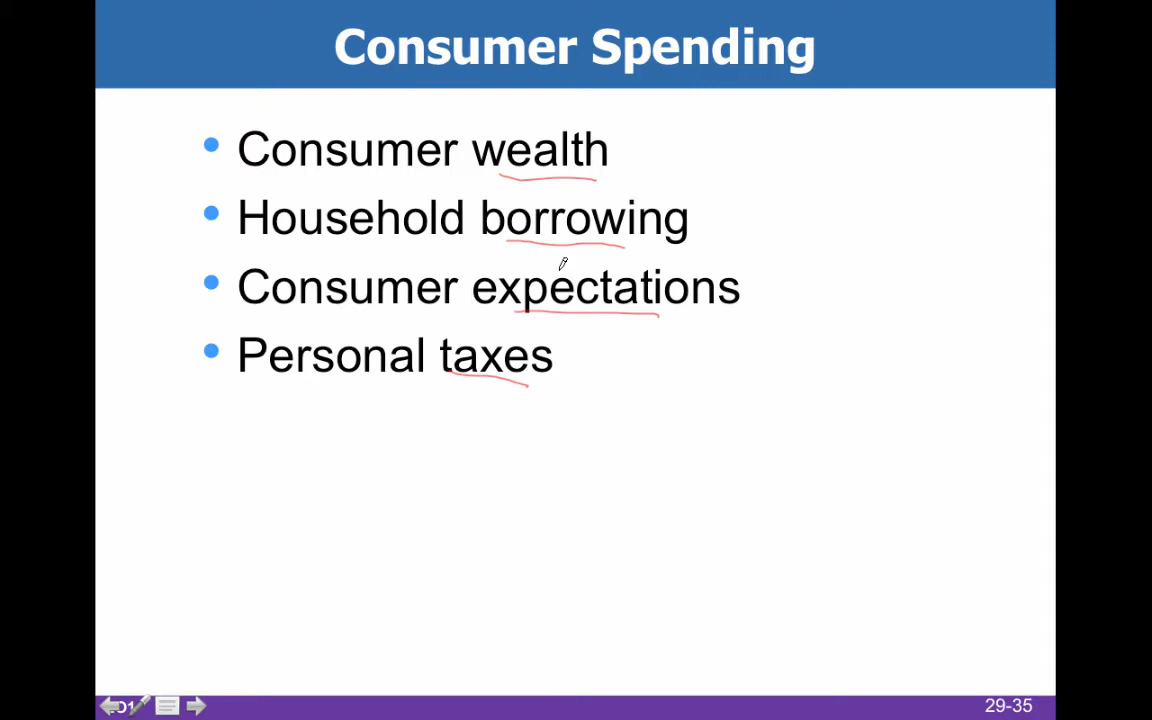 Consumer Spending
Consumer wealth
Household borrowing
Consumer expectations
Personal taxes
29-35